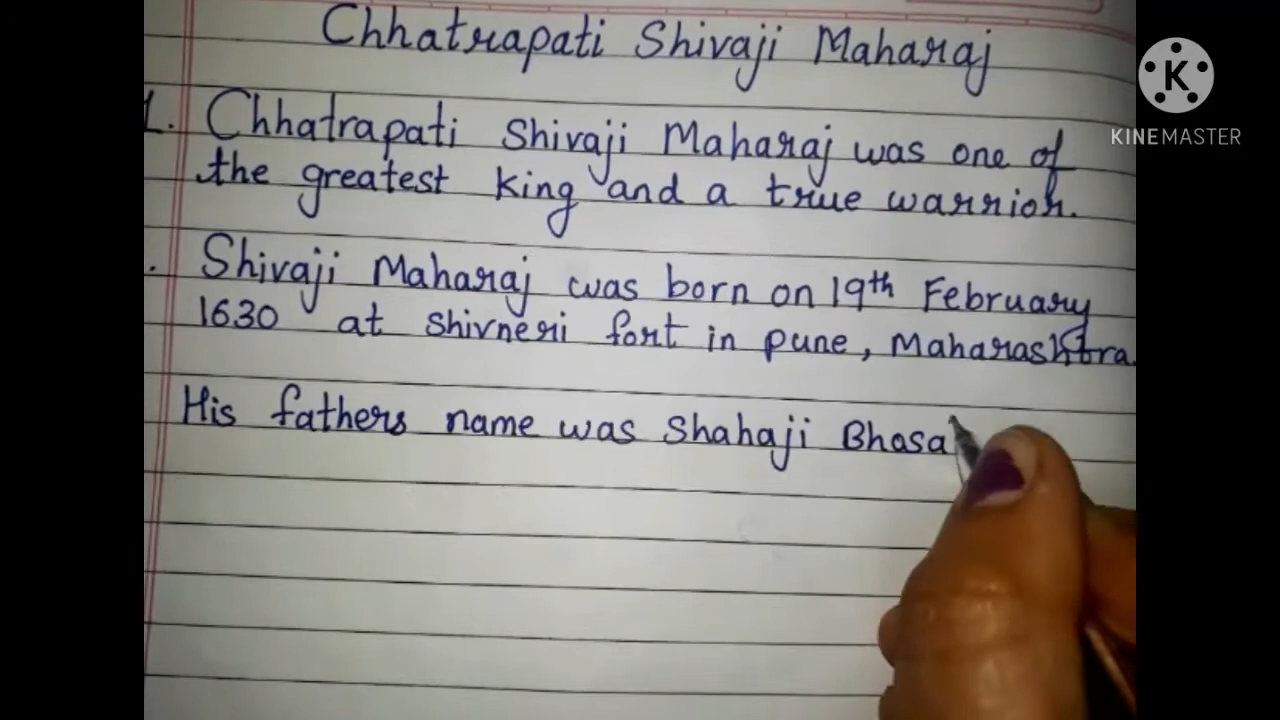 Chhatrapati Shivaji Maharaj
1. Chhatrapati Shivaji Maharaj was one of
the greatest king and a true warrior.
. Shivaji Maharaj was born on 19th February
1630 at Shivneri fort in pune, Maharashtra.
His fathers name was Shahaji Bhosa
K
KINEMASTER